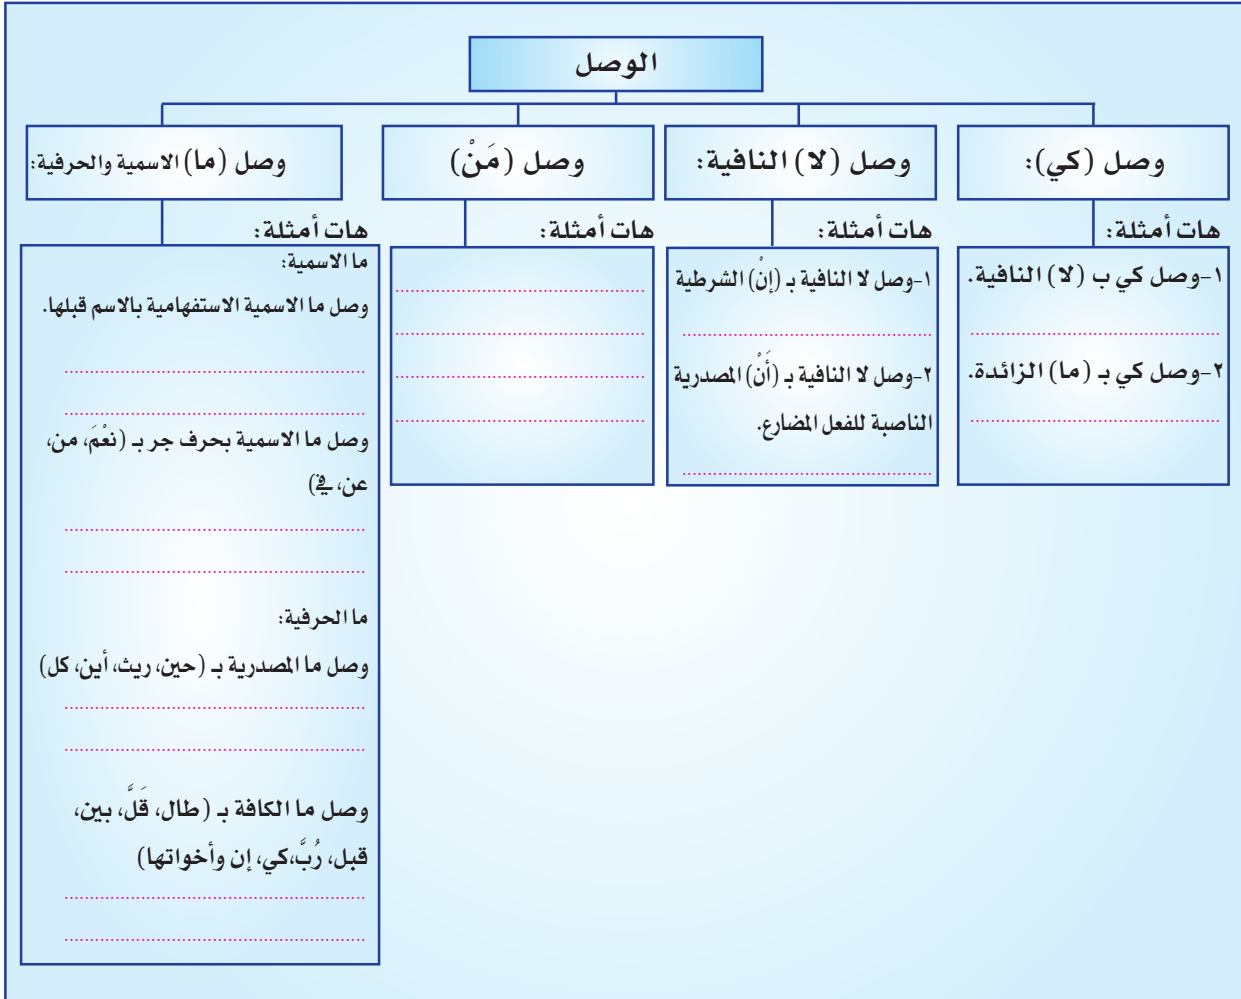 الوصل
وصل (كي):
هات أمثلة:
١-وصل كي ب (لا) النافية.
٢-وصل كي بـ (ما) الزائدة.
وصل (لا) النافية:
هات أمثلة:
١-وصل لا النافية بـ (إنْ) الشرطية
٢-وصل لا النافية بـ (أَنْ) المصدرية
الناصبة للفعل المضارع.
وصل (مَنْ)
هات أمثلة:
وصل (ما) الاسمية والحرفية:
هات أمثلة:
ما الاسمية:
وصل ما الاسمية الاستفهامية بالاسم قبلها.
وصل ما الاسمية بحرف جر بـ (نعْمَ، من،
عن، في)
ما الحرفية:
وصل ما المصدرية بـ (حين، ريث، أين، كل)
وصل ما الكافة بـ (طال، قَلَّ، بين،
قبل، رُبَّ،كي، إن وأخواتها)